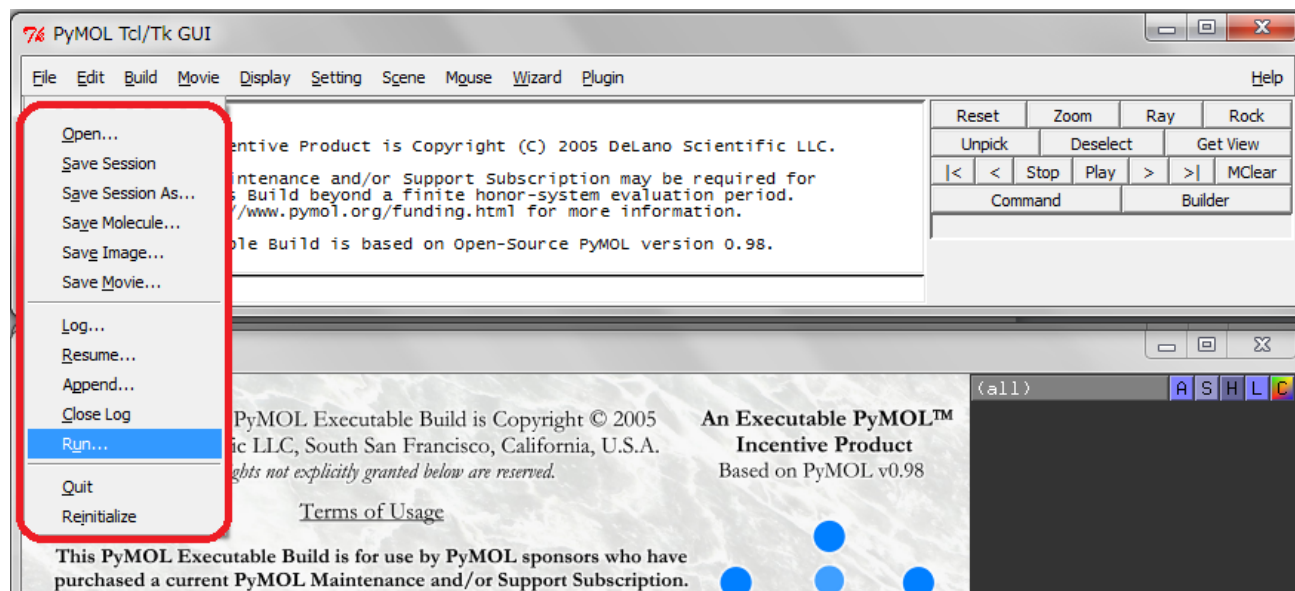 PyMOL Tcl/Tk GUI
File Edit Build Movie Display Setting Scene Mouse Wizard Plugin Help
Open...
Save Session
Save Session As...
Save Molecule...
Save Image...
Save Movie...
Log...
Resume...
Append...
Close Log
Run...
Quit
Reinitialize
entive Product is Copyright (C) 2005 DeLano Scientific LLC.
intenance and/or Support Subscription may be required for
Build beyond a finite honor-system evaluation period.
//www.pymol.org/funding.html for more information.
ble Build is based on Open-Source PyMOL version 0.98.
Reset Zoom Ray Rock
Unpick Deselect Get View
|< < Stop Play > >| MClear
Command Builder
PyMOL Executable Build is Copyright © 2005
ic LLC, South San Francisco, California, U.S.A.
ghts not explicitly granted below are reserved.
Terms of Usage
This PyMOL Executable Build is for use by PyMOL sponsors who have
purchased a current PyMOL Maintenance and/or Support Subscription.
An Executable PyMOL™
Incentive Product
Based on PyMOL v0.98
(all) A S H L C